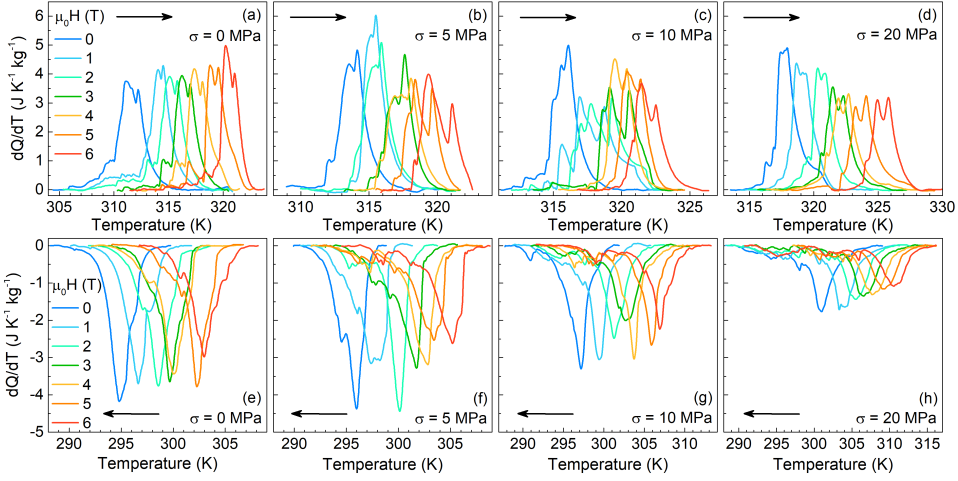 μ₀H (T)
0
1
2
3
4
5
6
(a)
σ = 0 MPa
(b)
σ = 5 MPa
(c)
σ = 10 MPa
(d)
σ = 20 MPa
dQ/dT (J K⁻¹ kg⁻¹)
6
5
4
3
2
1
0
305 310 315 320
310 315 320
315 320 325
315 320 325 330
Temperature (K)
Temperature (K)
Temperature (K)
Temperature (K)
μ₀H (T)
0
1
2
3
4
5
6
(e)
σ = 0 MPa
(f)
σ = 5 MPa
(g)
σ = 10 MPa
(h)
σ = 20 MPa
dQ/dT (J K⁻¹ kg⁻¹)
0
-1
-2
-3
-4
-5
290 295 300 305
290 295 300 305
290 295 300 305 310
290 295 300 305 310 315
Temperature (K)
Temperature (K)
Temperature (K)
Temperature (K)